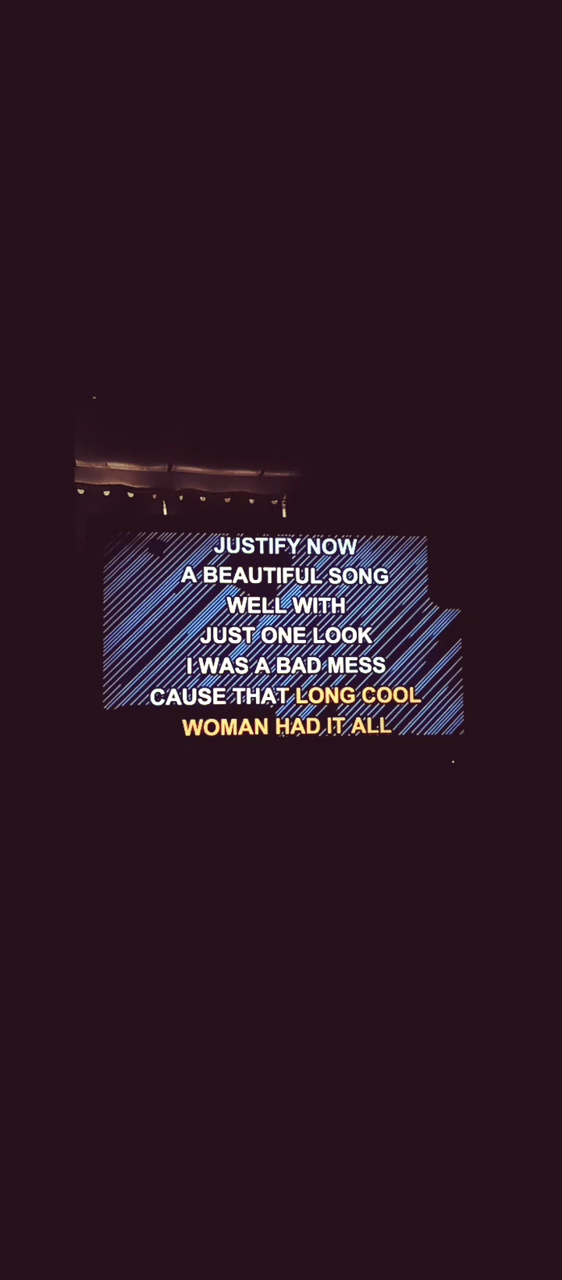 JUSTIFY NOW
A BEAUTIFUL SONG
WELL WITH
JUST ONE LOOK
I WAS A BAD MESS
CAUSE THAT LONG COOL
WOMAN HAD IT ALL